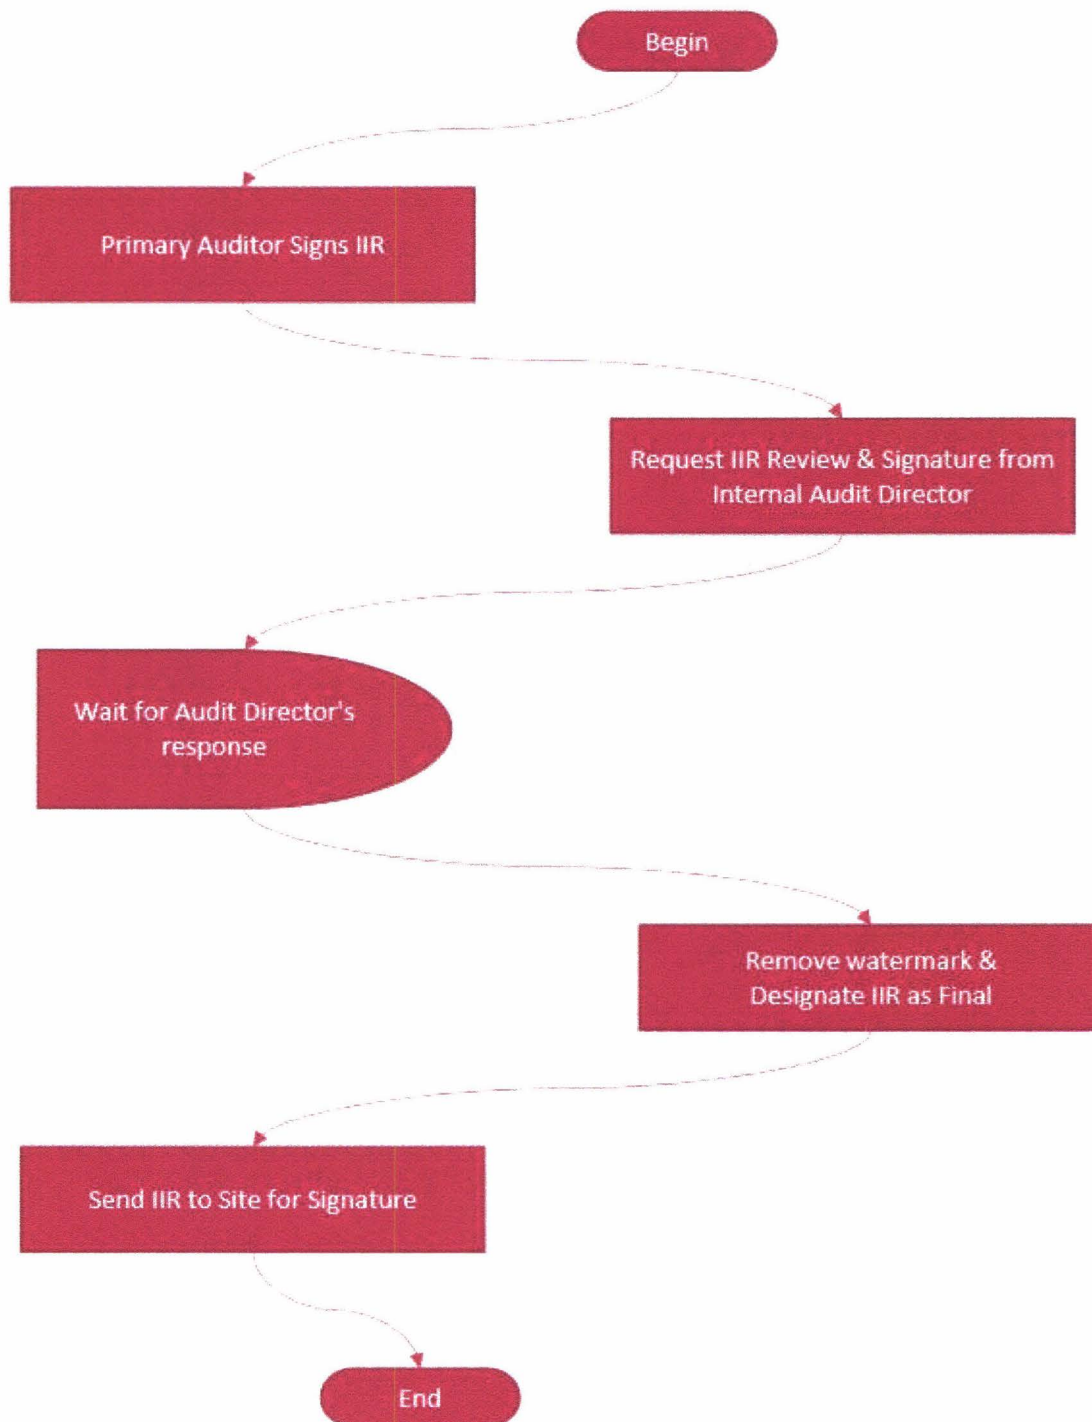 Begin
Primary Auditor Signs IIR
Request IIR Review & Signature from
Internal Audit Director
Wait for Audit Director's
response
Remove watermark &
Designate IIR as Final
Send IIR to Site for Signature
End